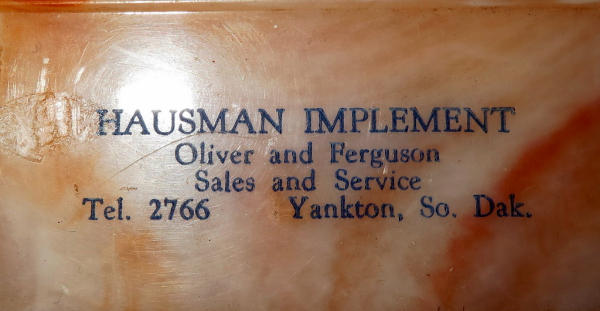 HAUSMAN IMPLEMENT
Oliver and Ferguson
Sales and Service
Tel. 2766 Yankton, So. Dak.